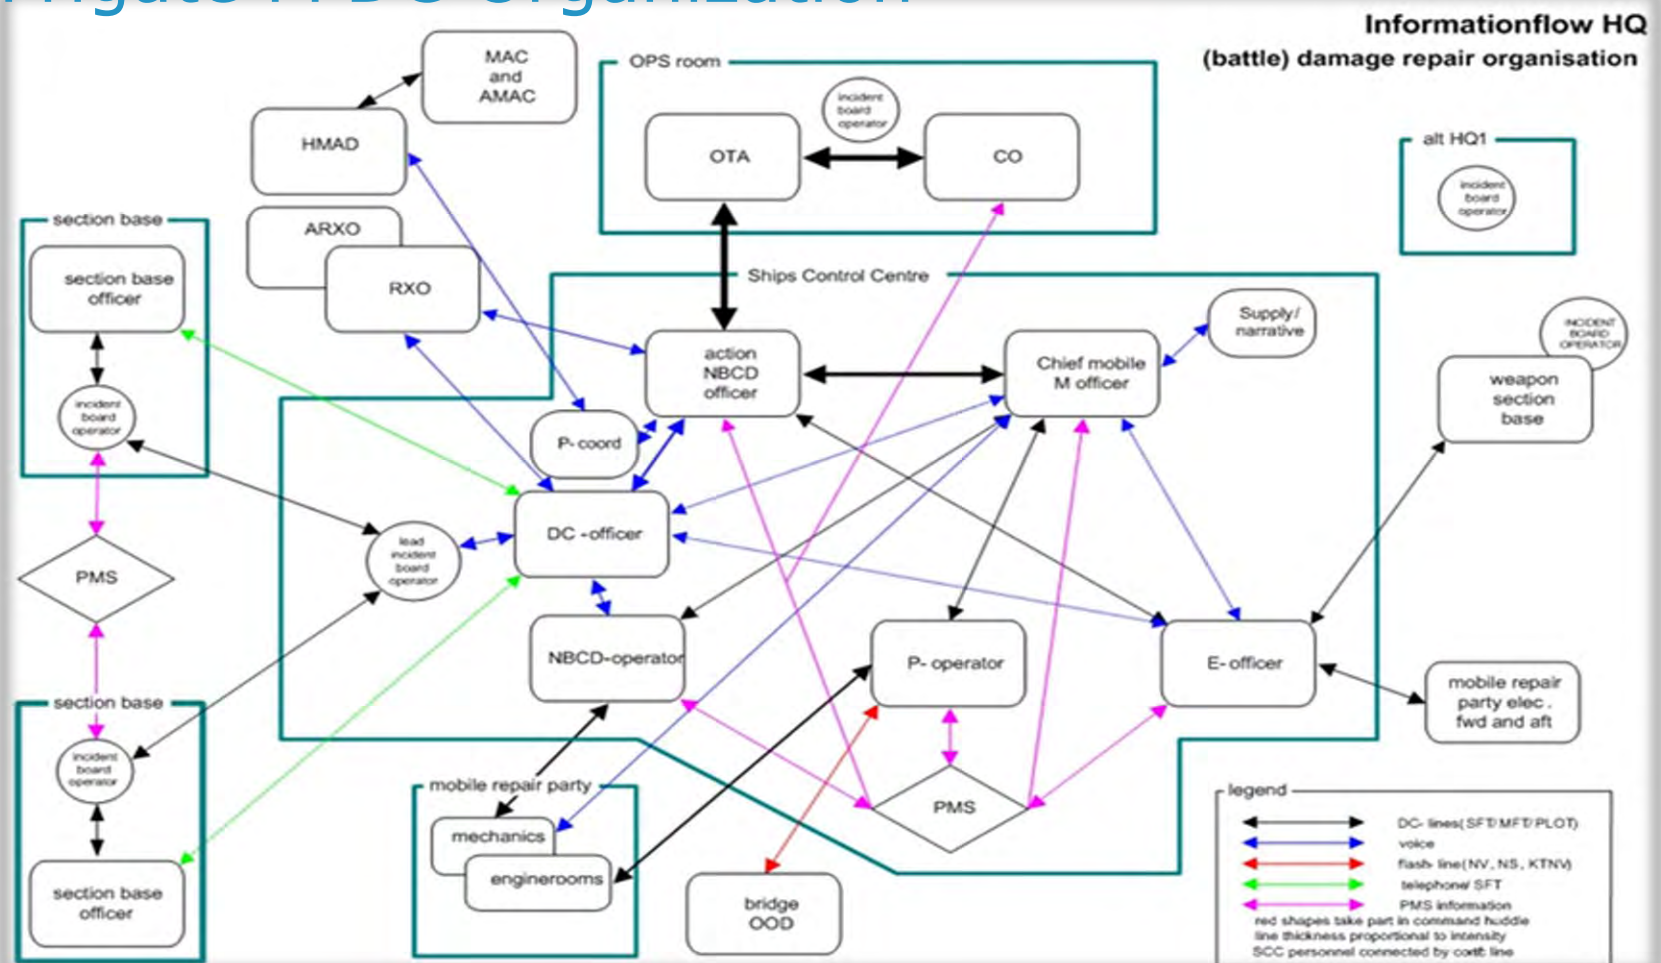 Informationflow HQ
(battle) damage repair organisation
MAC
and
AMAC
HMAD
OPS room
incident
board
operator
OTA
CO
alt HQ1
incident
board
operator
section base
section base
officer
incident
board
operator
ARXO
RXO
Ships Control Centre
action
NBCD
officer
Chief mobile
M officer
Supply/
narrative
INCIDENT
BOARD
OPERATOR
weapon
section
base
P-coord
DC -officer
lead
incident
board
operator
PMS
NBCD-operator
P- operator
E- officer
mobile repair
party elec.
fwd and aft
section base
incident
board
operator
section base
officer
mobile repair party
mechanics
enginerooms
PMS
bridge
OOD
legend
DC- lines(SFT/MFT/PLOT)
voice
flash- line(NV, NS, KTNV)
telephone/ SFT
PMS information
red shapes take part in command huddle
line thickness proportional to intensity
SCC personnel connected by line